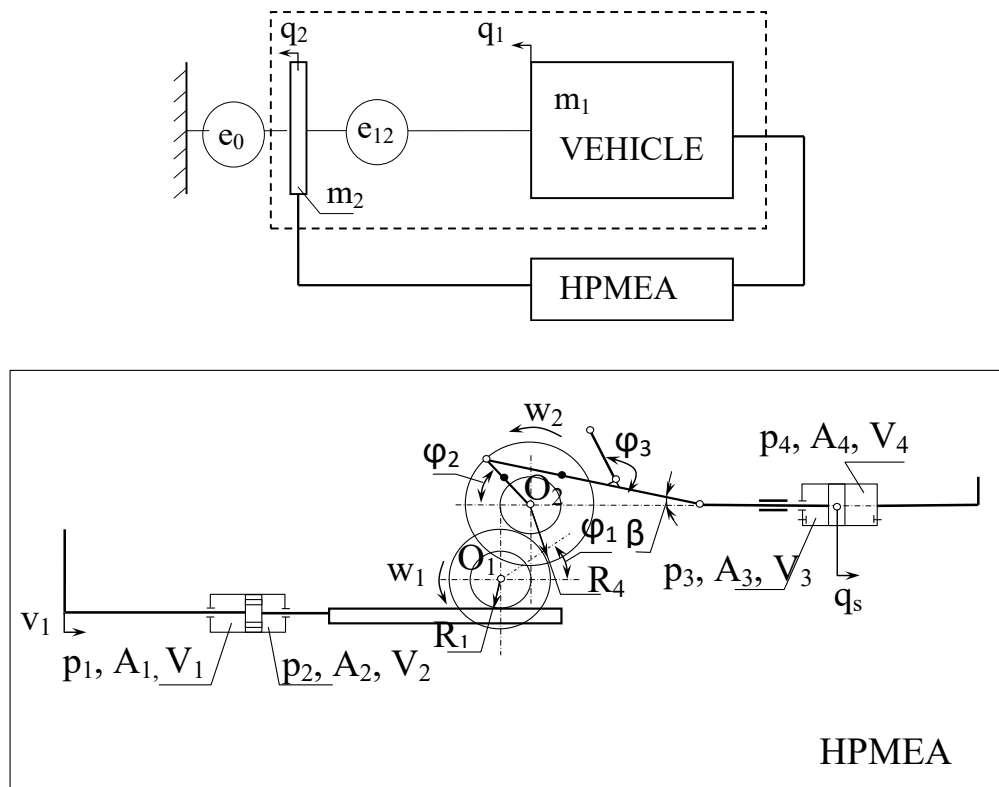 q₂
q₁
e₀
e₁₂
m₁
VEHICLE
m₂
HPMEA
w₂
φ₂
φ₃
p₄, A₄, V₄
O₂
φ₁
β
O₁
w₁
R₄
p₃, A₃, V₃
qₛ
v₁
R₁
p₁, A₁, V₁
p₂, A₂, V₂
HPMEA